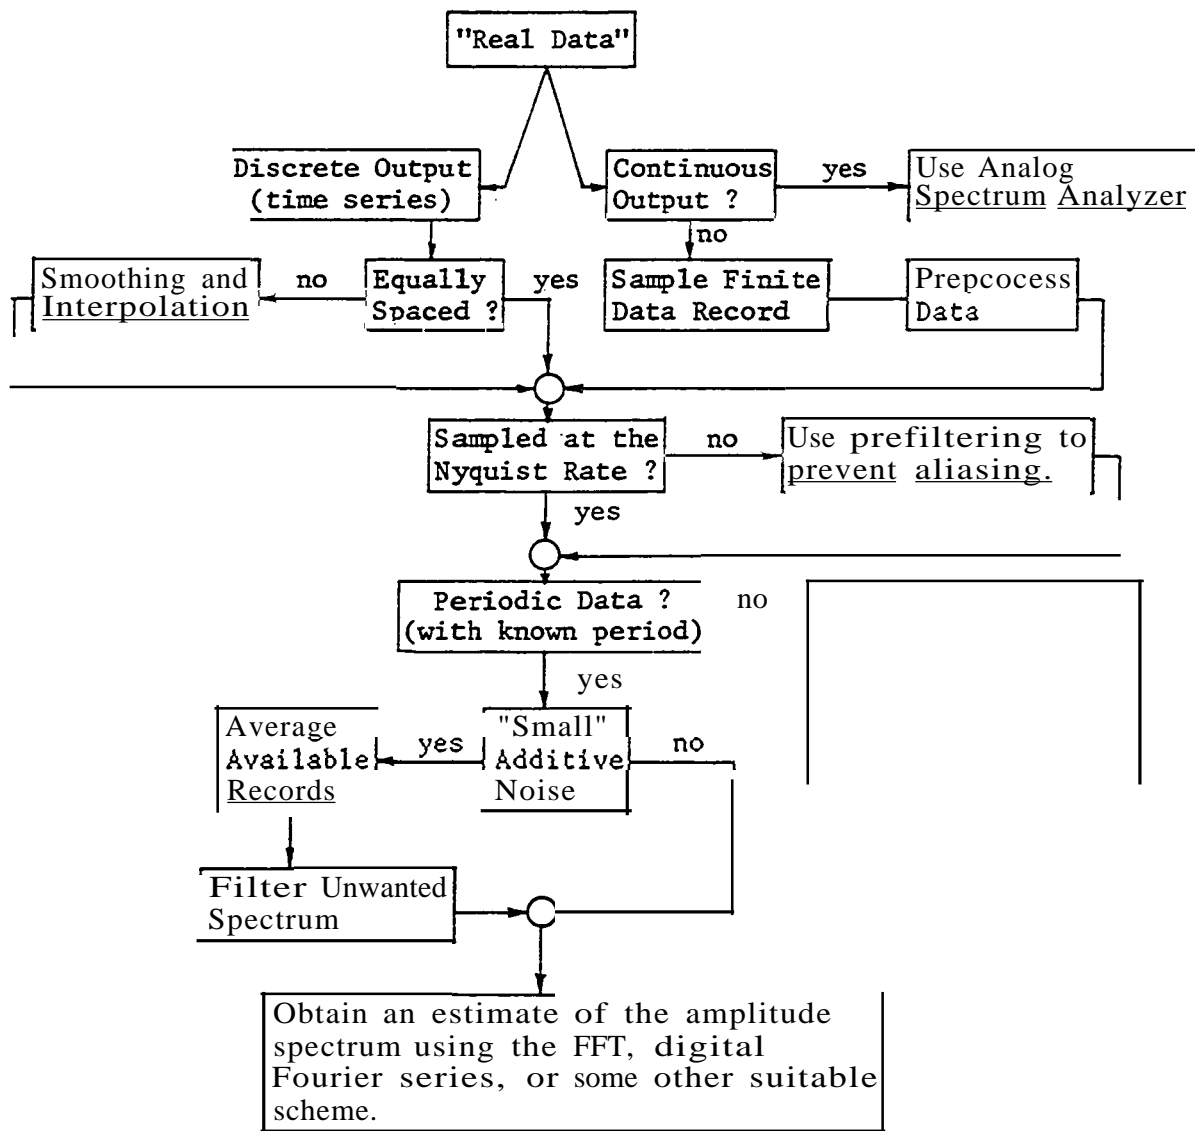 "Real Data"
Discrete Output
(time series)
Continuous
Output ?
yes
Use Analog
Spectrum Analyzer
no
Smoothing and
Interpolation
no
Equally
Spaced ?
yes
Sample Finite
Data Record
Prepcocess
Data
Sampled at the
Nyquist Rate ?
no
Use prefiltering to
prevent aliasing.
yes
Periodic Data ?
(with known period)
no
yes
Average
Available
Records
yes
"Small"
Additive
Noise
no
Filter Unwanted
Spectrum
Obtain an estimate of the amplitude
spectrum using the FFT, digital
Fourier series, or some other suitable
scheme.